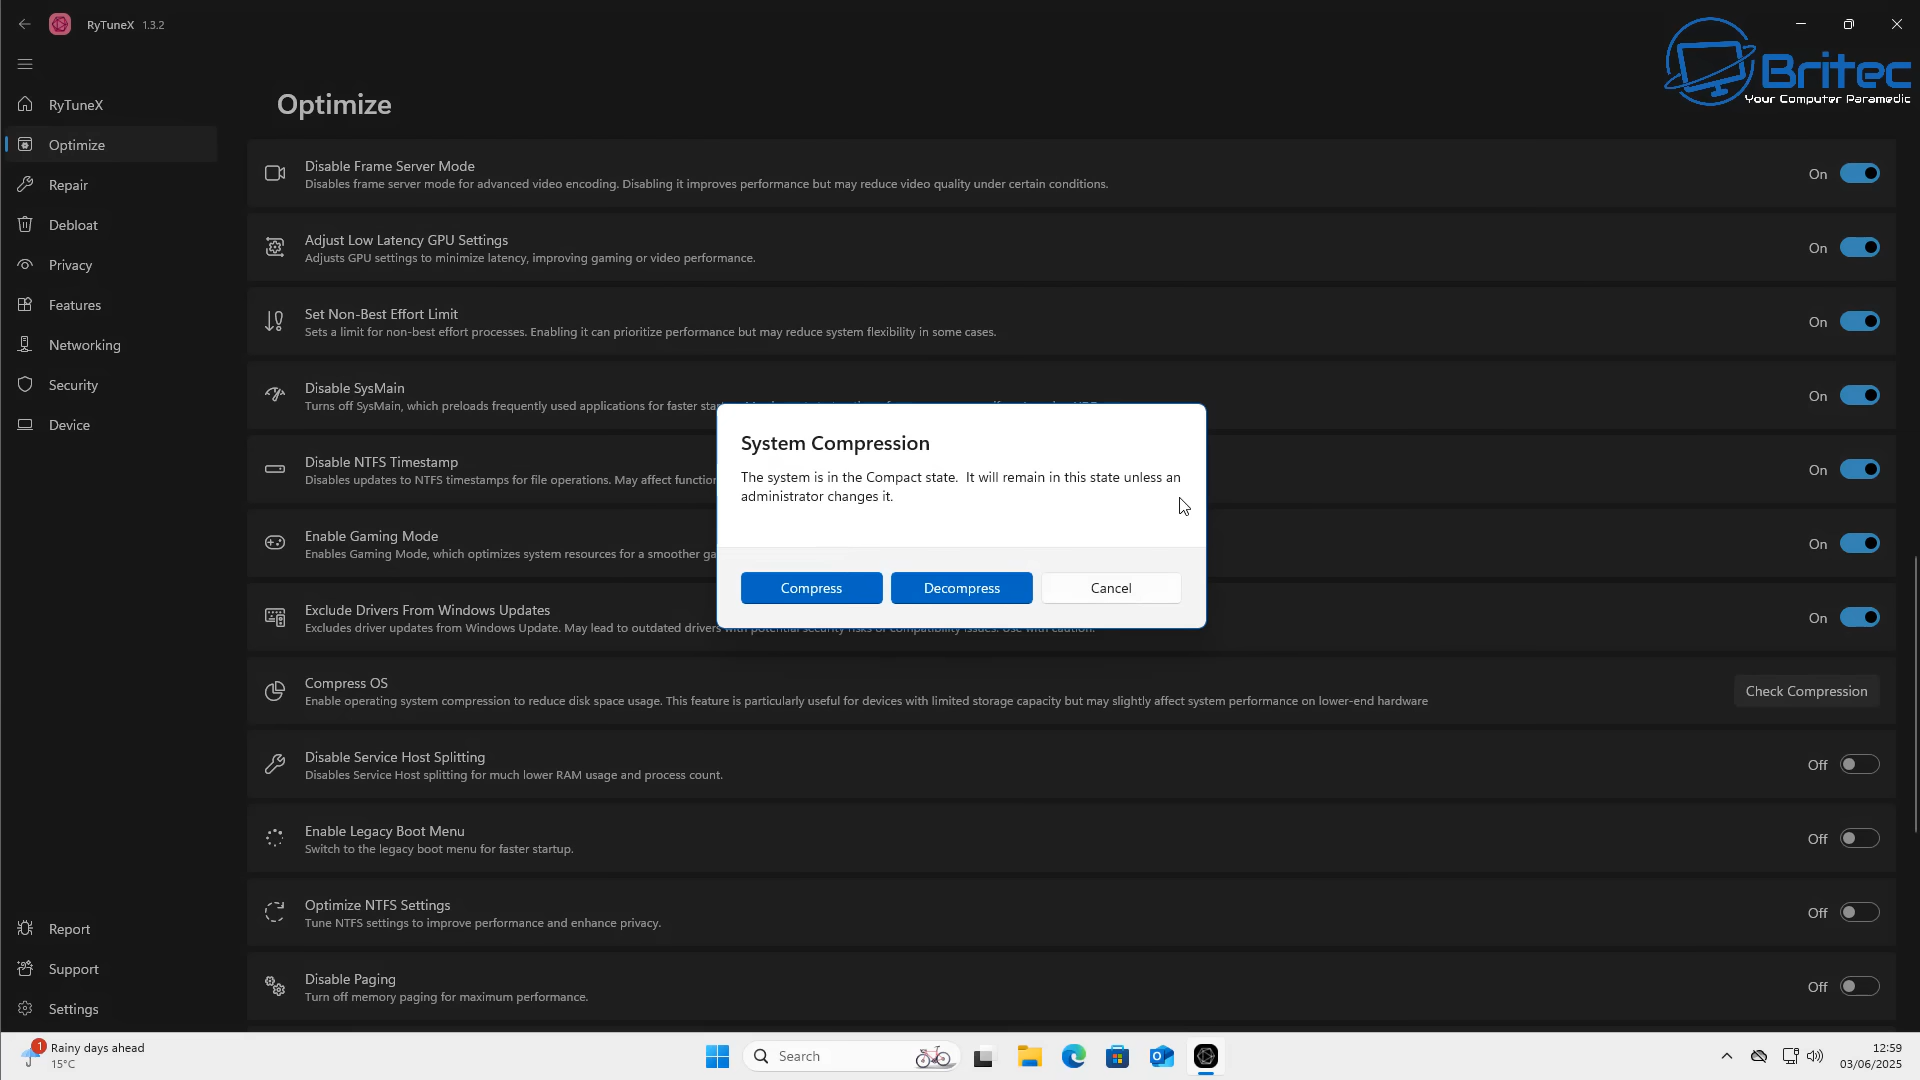 RyTuneX 1.3.2
Britec
Your Computer Paramedic
RyTuneX
Optimize
Repair
Debloat
Privacy
Features
Networking
Security
Device
Report
Support
Settings
Optimize
Disable Frame Server Mode
Disables frame server mode for advanced video encoding. Disabling it improves performance but may reduce video quality under certain conditions.
On
Adjust Low Latency GPU Settings
Adjusts GPU settings to minimize latency, improving gaming or video performance.
On
Set Non-Best Effort Limit
Sets a limit for non-best effort processes. Enabling it can prioritize performance but may reduce system flexibility in some cases.
On
Disable SysMain
Turns off SysMain, which preloads frequently used applications for faster
On
Disable NTFS Timestamp
Disables updates to NTFS timestamps for file operations. May affect
On
Enable Gaming Mode
Enables Gaming Mode, which optimizes system resources for a smoother
On
Exclude Drivers From Windows Updates
Excludes driver updates from Windows Update. May lead to outdated drivers with potential security risks or compatibility issues. Use with caution.
On
Compress OS
Enable operating system compression to reduce disk space usage. This feature is particularly useful for devices with limited storage capacity but may slightly affect system performance on lower-end hardware
Check Compression
Disable Service Host Splitting
Disables Service Host splitting for much lower RAM usage and process count.
Off
Enable Legacy Boot Menu
Switch to the legacy boot menu for faster startup.
Off
Optimize NTFS Settings
Tune NTFS settings to improve performance and enhance privacy.
Off
Disable Paging
Turn off memory paging for maximum performance.
Off
System Compression
The system is in the Compact state. It will remain in this state unless an
administrator changes it.
Compress
Decompress
Cancel
1
Rainy days ahead
15°C
Search
12:59
03/06/2025